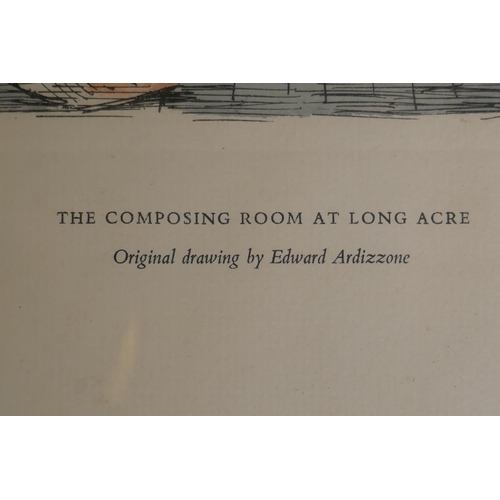 THE COMPOSING ROOM AT LONG ACRE
Original drawing by Edward Ardizzone